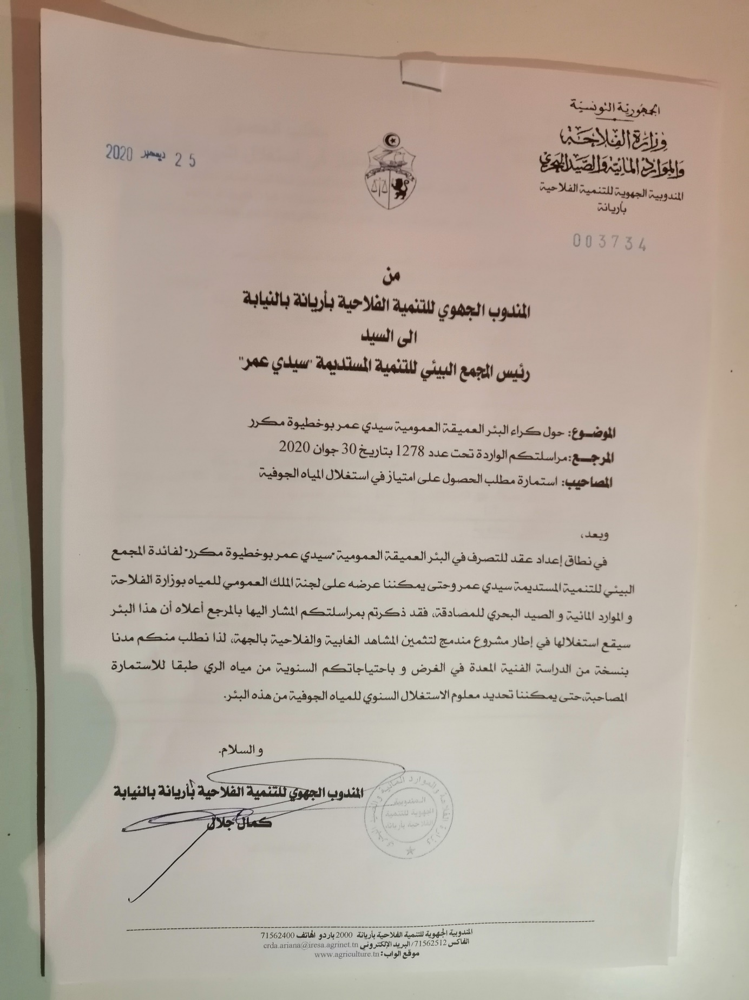 الجمهورية التونسية
وزارة الفلاحة
والموارد المائية والصيد البحري
المندوبية الجهوية للتنمية الفلاحية
بأريانة
25 ديسمبر 2020
003734
من
المندوب الجهوي للتنمية الفلاحية بأريانة بالنيابة
الى السيد
رئيس المجمع البيئي للتنمية المستديمة "سيدي عمر"
الموضوع: حول كراء البئر العميقة العمومية سيدي عمر بوخطيوة مكرر
المرجع: مراسلتكم الواردة تحت عدد 1278 بتاريخ 30 جوان 2020
المصاحيب: استمارة مطلب الحصول على امتياز في استغلال المياه الجوفية
وبعد،
في نطاق إعداد عقد للتصرف في البئر العميقة العمومية "سيدي عمر بوخطيوة مكرر" لفائدة المجمع
البيئي للتنمية المستديمة سيدي عمر وحتى يمكننا عرضه على لجنة الملك العمومي للمياه بوزارة الفلاحة
و الموارد المائية و الصيد البحري للمصادقة، فقد ذكرتم بمراسلتكم المشار اليها بالمرجع أعلاه أن هذا البئر
سيقع استغلالها في إطار مشروع مندمج لتثمين المشاهد الغابية والفلاحية بالجهة، لذا نطلب منكم مدنا
بنسخة من الدراسة الفنية المعدة في الغرض و باحتياجاتكم السنوية من مياه الري طبقا للاستمارة
المصاحبة،حتى يمكننا تحديد معلوم الاستغلال السنوي للمياه الجوفية من هذه البئر.
و السلام.
المندوب الجهوي للتنمية الفلاحية بأريانة بالنيابة
كمال جلال
وزارة الفلاحة والموارد المائية والصيد البحري
المندوبية
الجهوية للتنمية
الفلاحية بأريانة
المندوبية الجهوية للتنمية الفلاحية بأريانة 2000 باردو الهاتف 71562400
الفاكس 71562512/ البريد الإلكتروني crda.ariana@iresa.agrinet.tn
موقع الواب: www.agriculture.tn